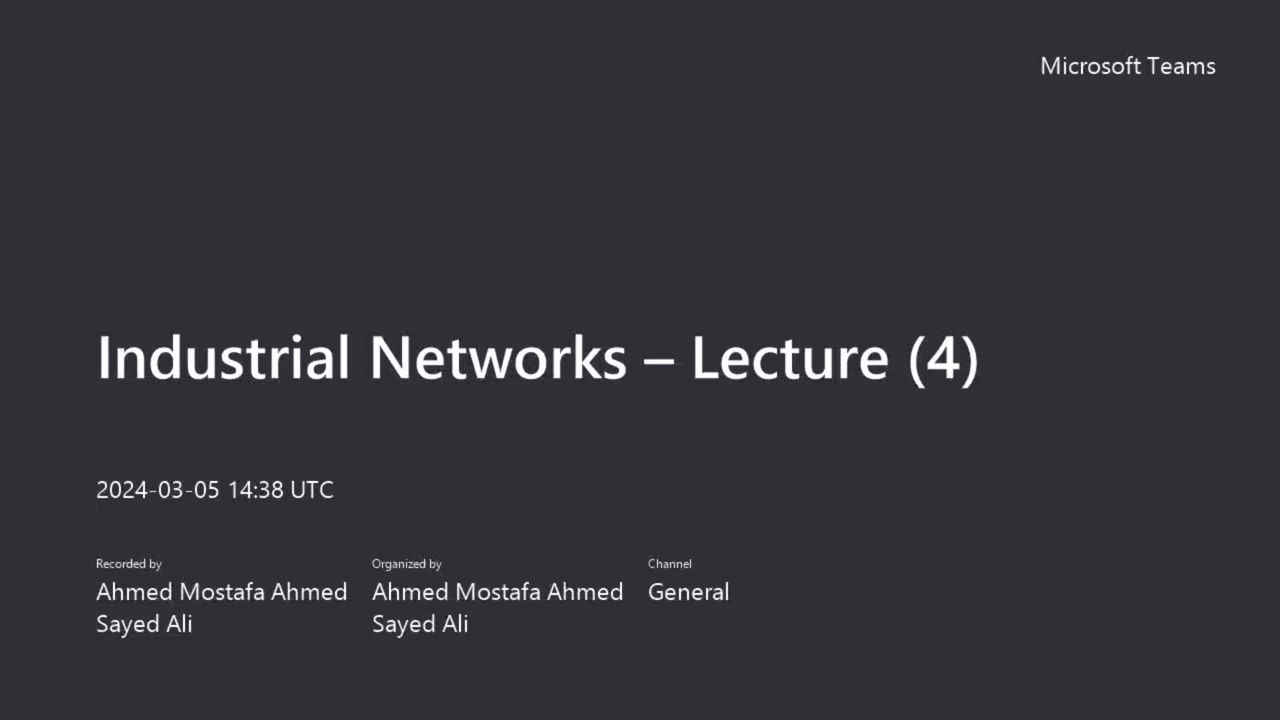 Microsoft Teams
Industrial Networks – Lecture (4)
2024-03-05 14:38 UTC
Recorded by
Ahmed Mostafa Ahmed
Sayed Ali
Organized by
Ahmed Mostafa Ahmed
Sayed Ali
Channel
General